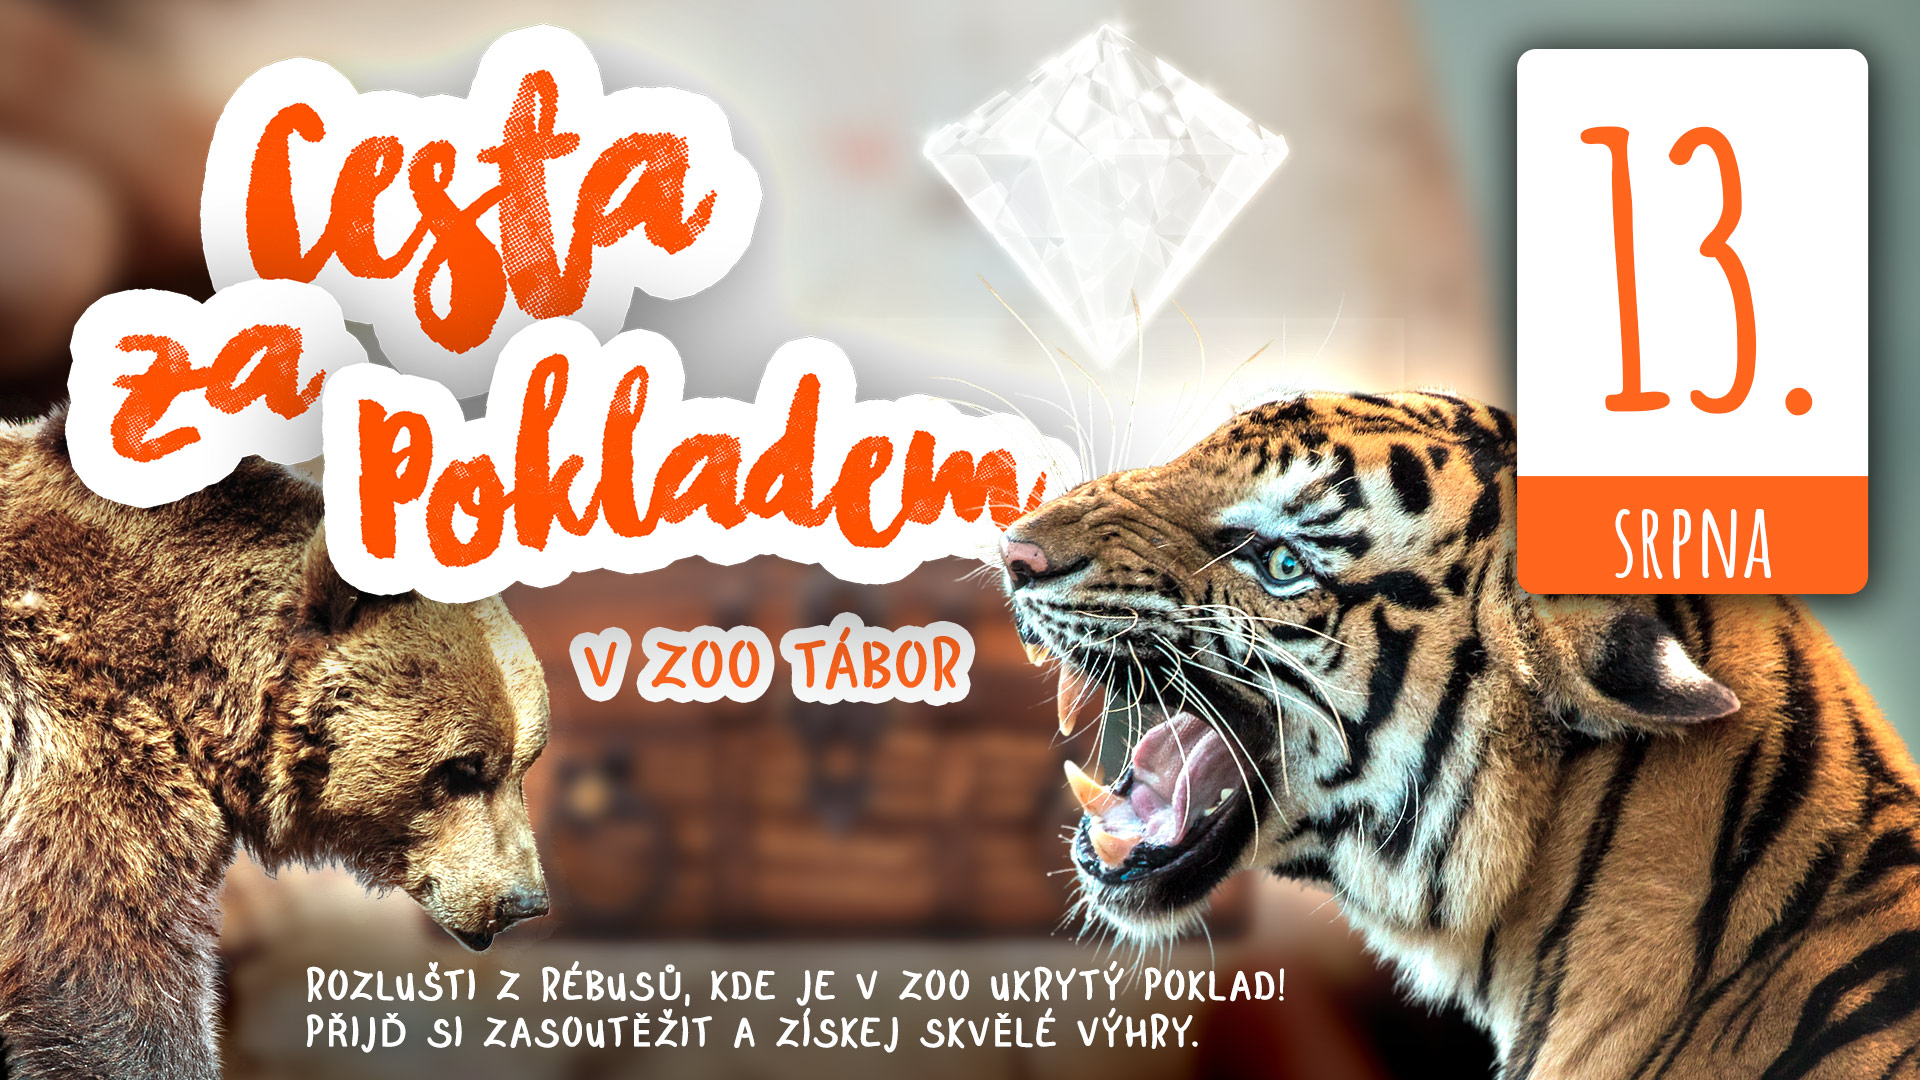 Cesta
za
Pokladem
V ZOO TÁBOR
13.
SRPNA
ROZLUŠTI Z RÉBUSŮ, KDE JE V ZOO UKRYTÝ POKLAD!
PŘIJĎ SI ZASOUTĚŽIT A ZÍSKEJ SKVĚLÉ VÝHRY.